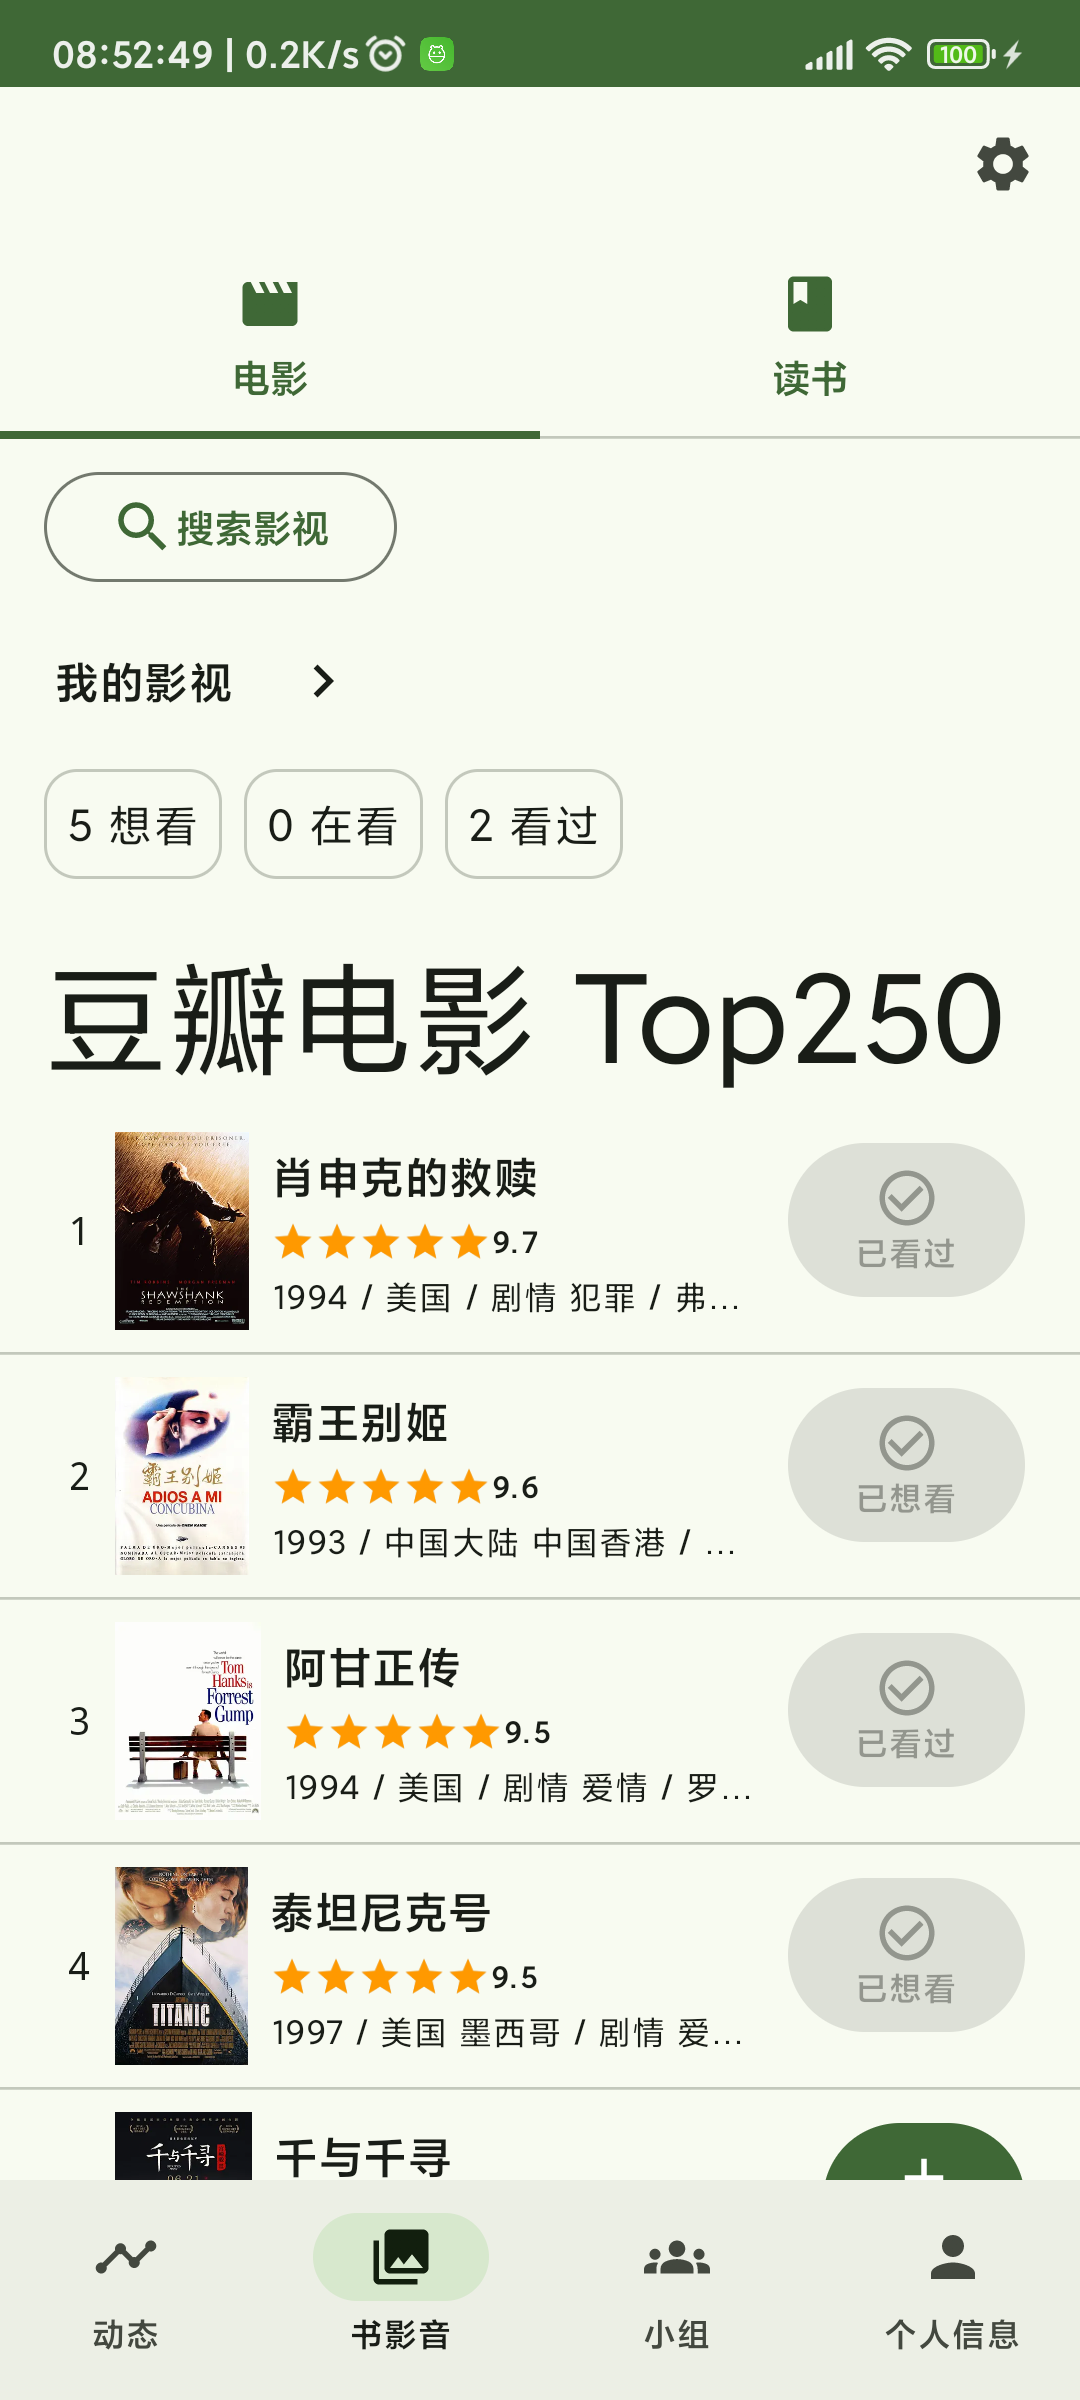 08:52:49 | 0.2K/s
100
电影
读书
搜索影视
我的影视
5 想看
0 在看
2 看过
豆瓣电影 Top250
1
肖申克的救赎
9.7
1994 / 美国 / 剧情 犯罪 / 弗...
已看过
THE
SHAWSHANK
REDEMPTION
2
霸王别姬
9.6
1993 / 中国大陆 中国香港 / ...
已想看
霸王别姬
ADIOS A MI
CONCUBINA
3
阿甘正传
9.5
1994 / 美国 / 剧情 爱情 / 罗...
已看过
Tom
Hanks is
Forrest
Gump
4
泰坦尼克号
9.5
1997 / 美国 墨西哥 / 剧情 爱...
已想看
TITANIC
千与千寻
千与千寻
动态
书影音
小组
个人信息